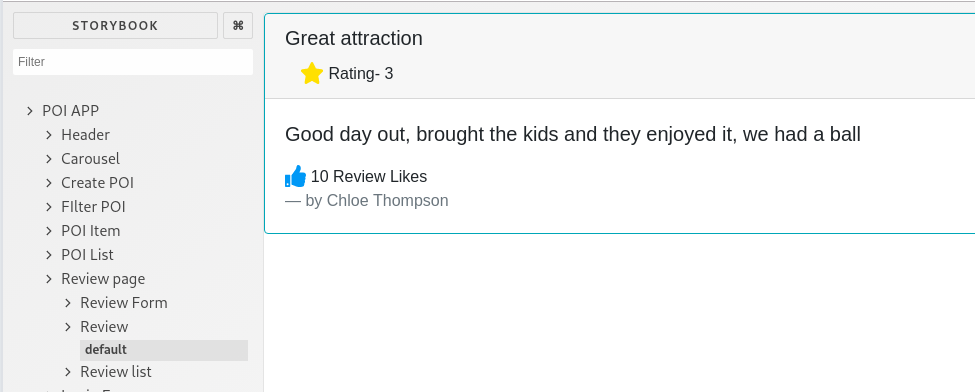 STORYBOOK
⌘
Filter
POI APP
Header
Carousel
Create POI
FIlter POI
POI Item
POI List
Review page
Review Form
Review
default
Review list
Great attraction
Rating- 3
Good day out, brought the kids and they enjoyed it, we had a ball
10 Review Likes
— by Chloe Thompson